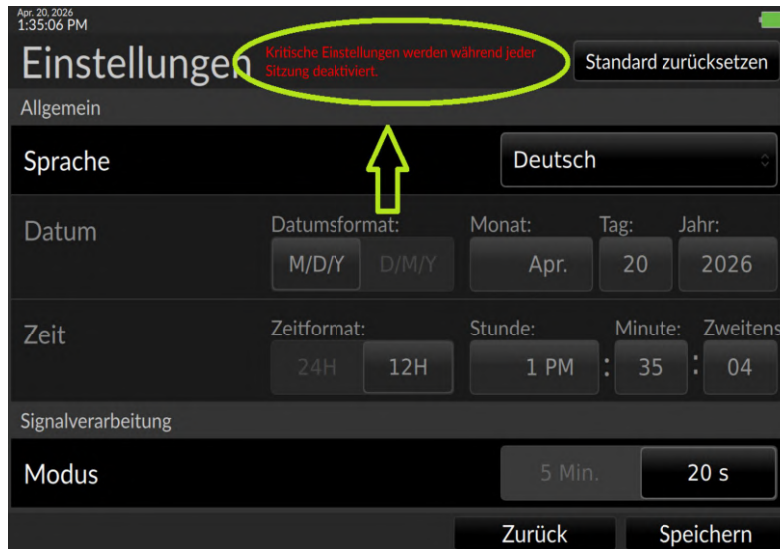 Apr. 20, 2026
1:35:06 PM
Einstellungen
Kritische Einstellungen werden während jeder
Sitzung deaktiviert.
Standard zurücksetzen
Allgemein
Sprache
Deutsch
Datum
Datumsformat:
Monat:
Tag:
Jahr:
M/D/Y
D/M/Y
Apr.
20
2026
Zeit
Zeitformat:
Stunde:
Minute:
Zweitens
24H
12H
1 PM
:
35
:
04
Signalverarbeitung
Modus
5 Min.
20 s
Zurück
Speichern